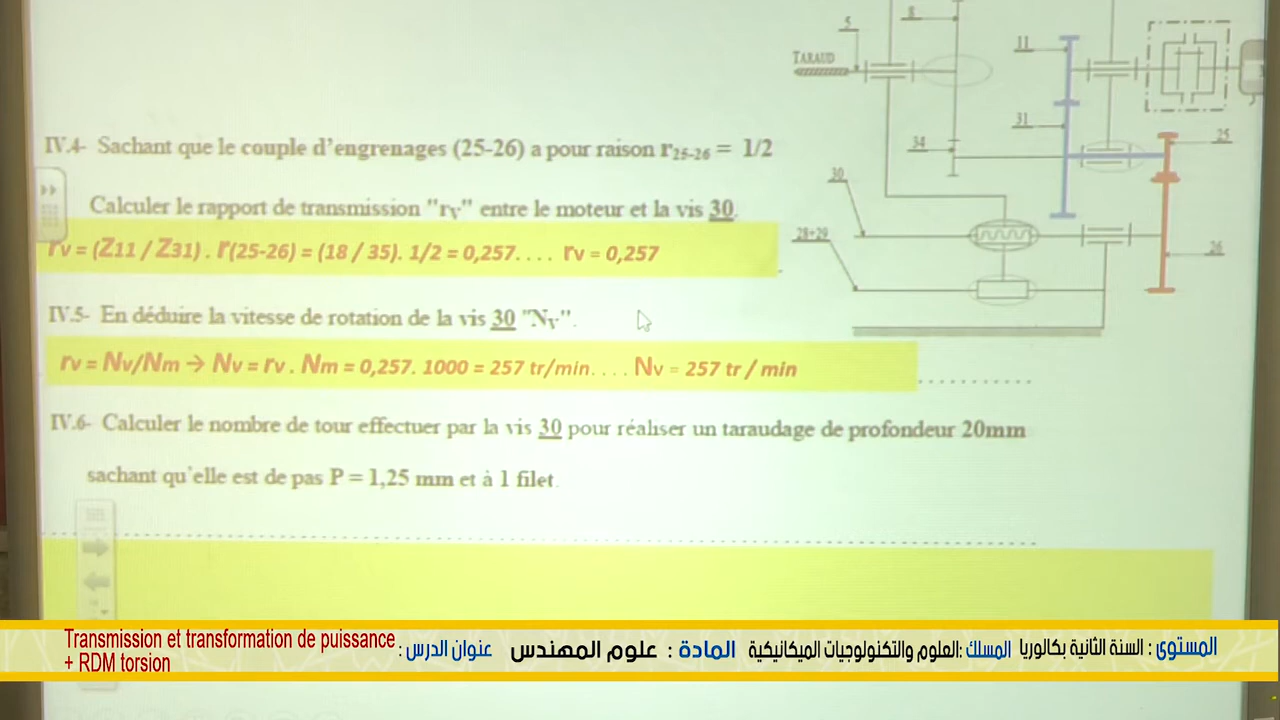 5
8
11
TARAUD
31
25
34
IV.4- Sachant que le couple d'engrenages (25-26) a pour raison r25-26 = 1/2
30
Calculer le rapport de transmission "rV" entre le moteur et la vis 30.
28+29
26
rv = (Z11 / Z31) . r(25-26) = (18 / 35). 1/2 = 0,257. . . . rv = 0,257
IV.5- En déduire la vitesse de rotation de la vis 30 "NV".
rv = Nv/Nm → Nv = rv . Nm = 0,257. 1000 = 257 tr/min. . . . Nv = 257 tr / min
IV.6- Calculer le nombre de tour effectuer par la vis 30 pour réaliser un taraudage de profondeur 20mm
sachant qu'elle est de pas P = 1,25 mm et à 1 filet.
المستوى : السنة الثانية بكالوريا المسلك :العلوم والتكنولوجيات الميكانيكية المادة : علوم المهندس عنوان الدرس : Transmission et transformation de puissance
+ RDM torsion